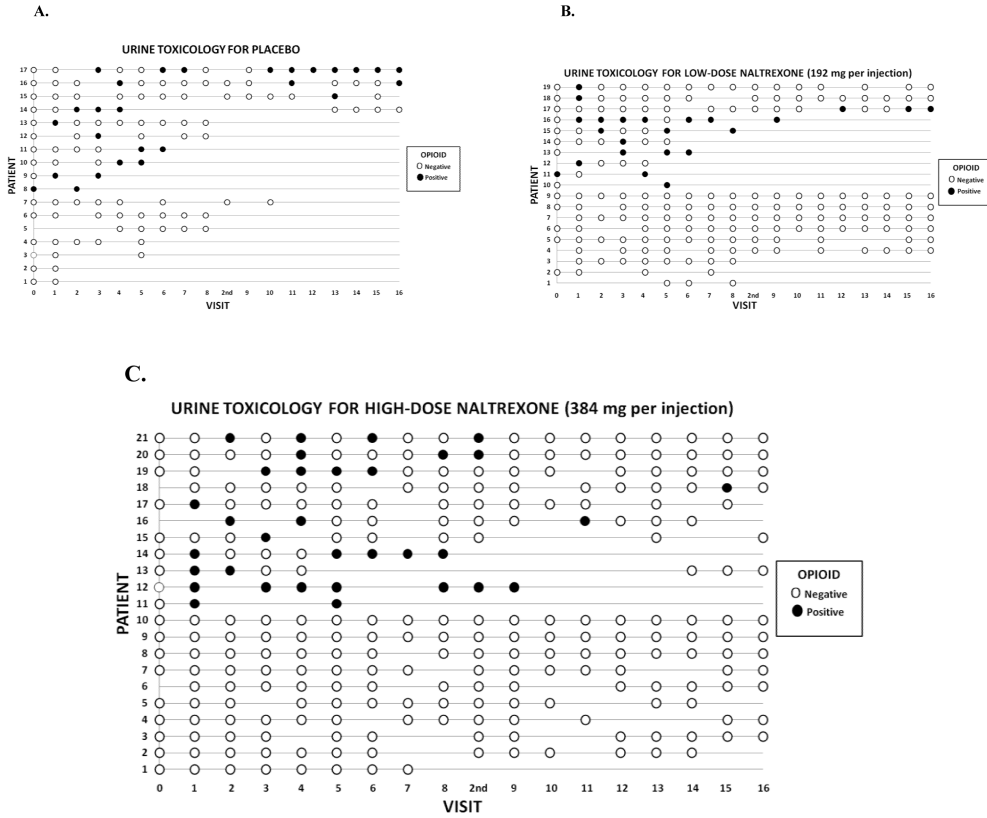 A.
URINE TOXICOLOGY FOR PLACEBO
17
16
15
14
13
12
11
10
9
8
7
6
5
4
3
2
1
PATIENT
0 1 2 3 4 5 6 7 8 2nd 9 10 11 12 13 14 15 16
VISIT
OPIOID
Negative
Positive
B.
URINE TOXICOLOGY FOR LOW-DOSE NALTREXONE (192 mg per injection)
19
18
17
16
15
14
13
12
11
10
9
8
7
6
5
4
3
2
1
PATIENT
0 1 2 3 4 5 6 7 8 2nd 9 10 11 12 13 14 15 16
VISIT
OPIOID
Negative
Positive
C.
URINE TOXICOLOGY FOR HIGH-DOSE NALTREXONE (384 mg per injection)
21
20
19
18
17
16
15
14
13
12
11
10
9
8
7
6
5
4
3
2
1
PATIENT
0 1 2 3 4 5 6 7 8 2nd 9 10 11 12 13 14 15 16
VISIT
OPIOID
Negative
Positive